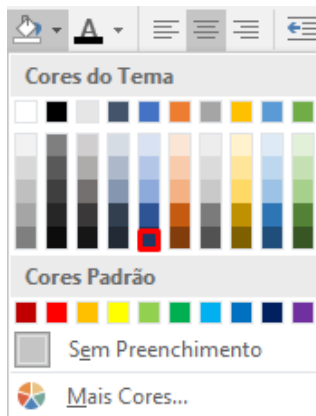 A
Cores do Tema
Cores Padrão
Sem Preenchimento
Mais Cores...